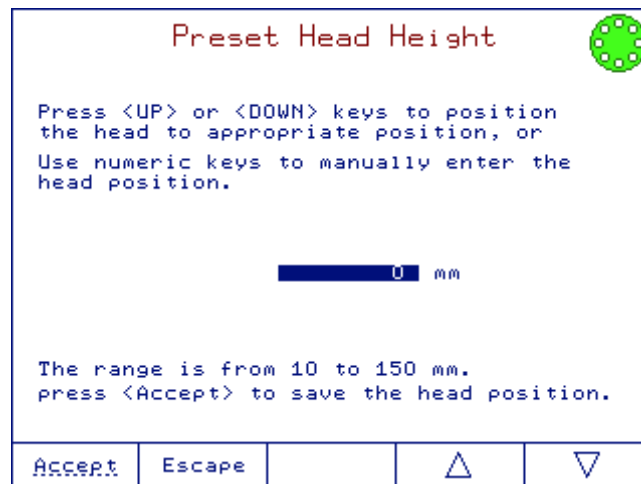 Preset Head Height
Press <UP> or <DOWN> keys to position
the head to appropriate position, or
Use numeric keys to manually enter the
head position.
0 mm
The range is from 10 to 150 mm.
press <Accept> to save the head position.
Accept Escape